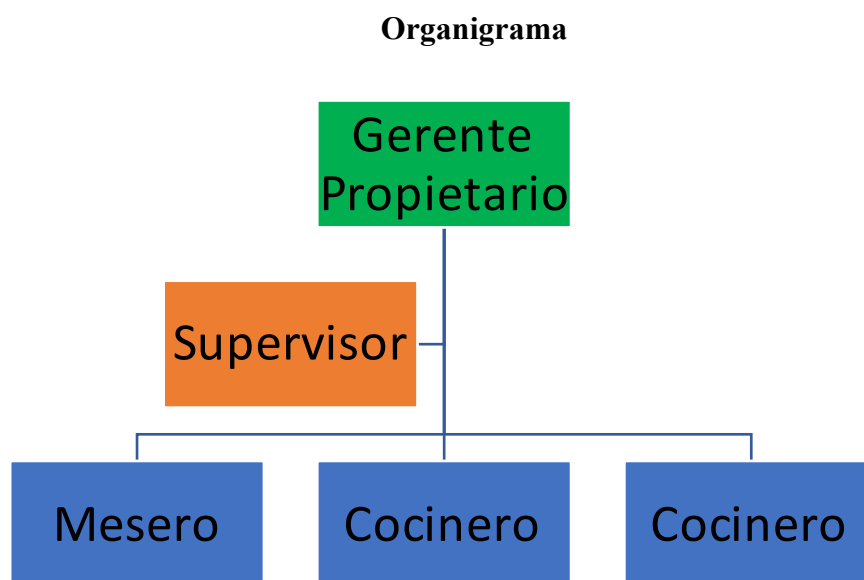 Organigrama
Gerente
Propietario
Supervisor
Mesero
Cocinero
Cocinero